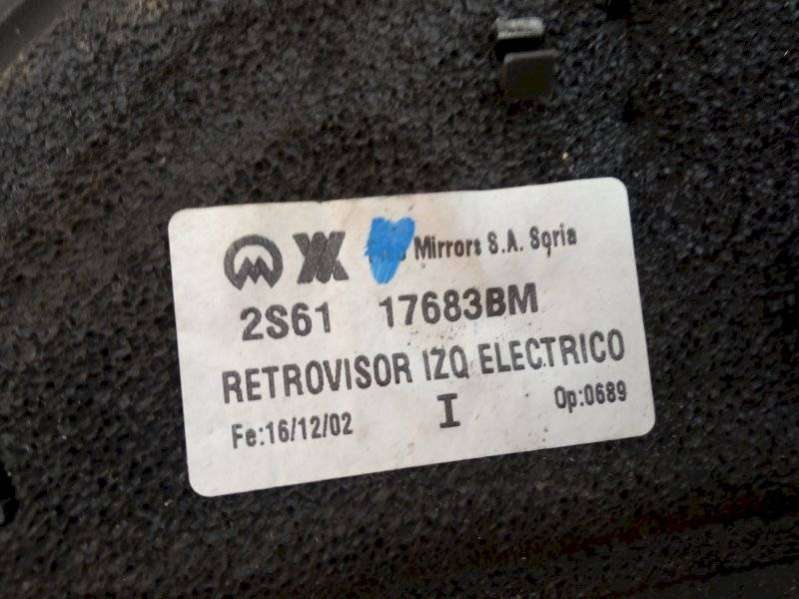 Mirrors S.A. Soria
2S61 17683BM
RETROVISOR IZQ ELECTRICO
Fe:16/12/02 I Op:0689